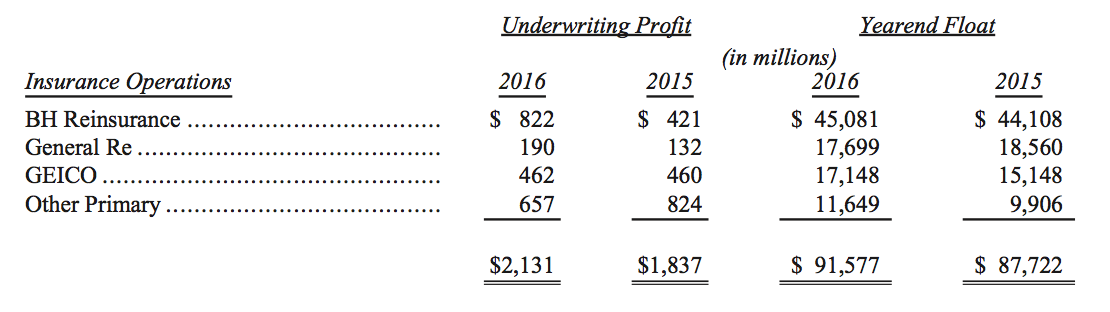 Underwriting Profit Yearend Float
(in millions)
Insurance Operations 2016 2015 2016 2015
BH Reinsurance ........................................... $ 822 $ 421 $ 45,081 $ 44,108
General Re .................................................... 190 132 17,699 18,560
GEICO .......................................................... 462 460 17,148 15,148
Other Primary ............................................... 657 824 11,649 9,906
$2,131 $1,837 $ 91,577 $ 87,722